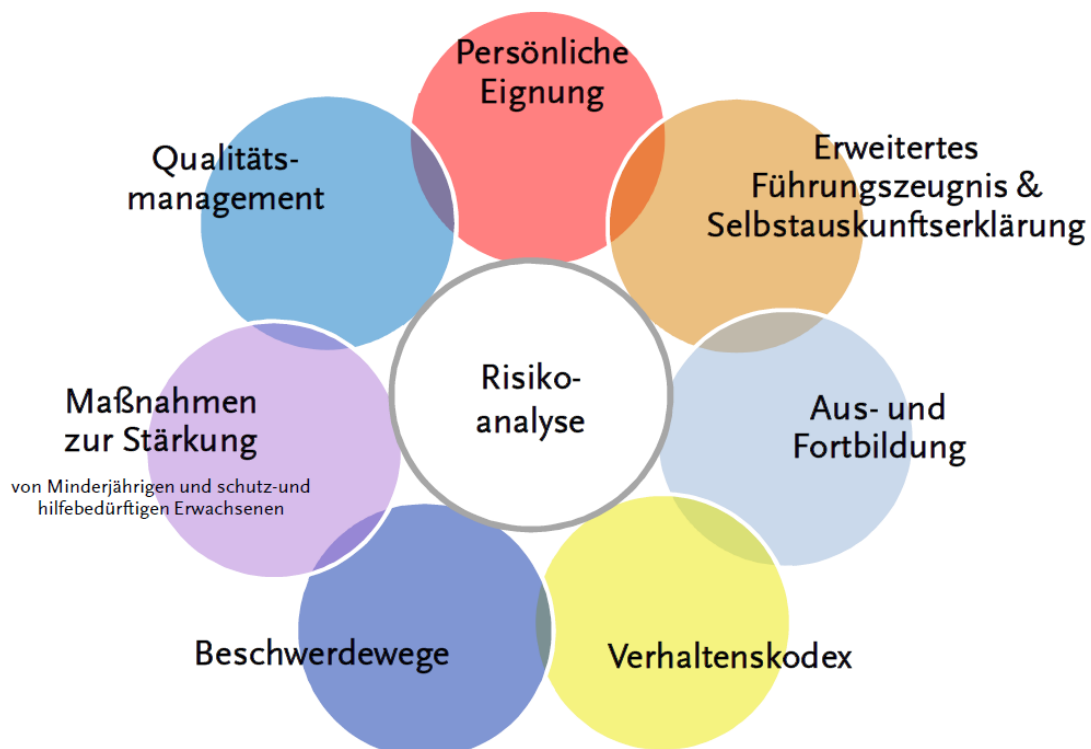 Persönliche
Eignung
Erweitertes
Führungszeugnis &
Selbstauskunftserklärung
Aus- und
Fortbildung
Verhaltenskodex
Beschwerdewege
Maßnahmen
zur Stärkung
von Minderjährigen und schutz-und
hilfebedürftigen Erwachsenen
Qualitäts-
management
Risiko-
analyse